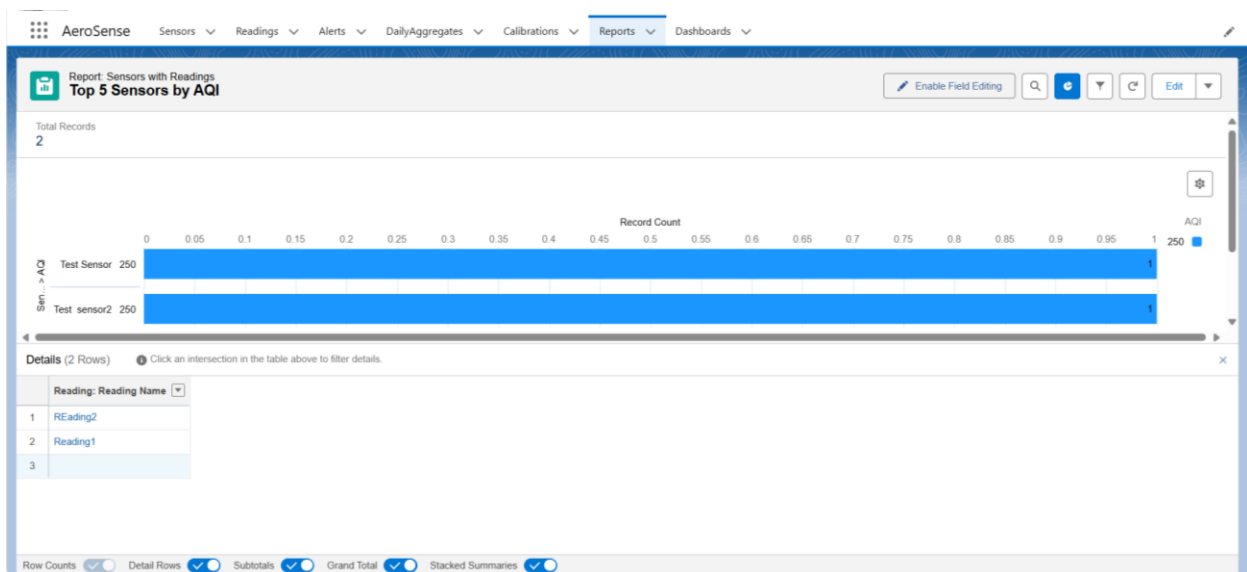 AeroSense Sensors Readings Alerts DailyAggregates Calibrations Reports Dashboards
Report: Sensors with Readings
Top 5 Sensors by AQI
Enable Field Editing Edit
Total Records
2
Record Count
AQI
0 0.05 0.1 0.15 0.2 0.25 0.3 0.35 0.4 0.45 0.5 0.55 0.6 0.65 0.7 0.75 0.8 0.85 0.9 0.95 1
250
Sen... > AQI
Test Sensor 250 1
Test sensor2 250 1
Details (2 Rows) Click an intersection in the table above to filter details.
Reading: Reading Name
1 REading2
2 Reading1
3
Row Counts Detail Rows Subtotals Grand Total Stacked Summaries